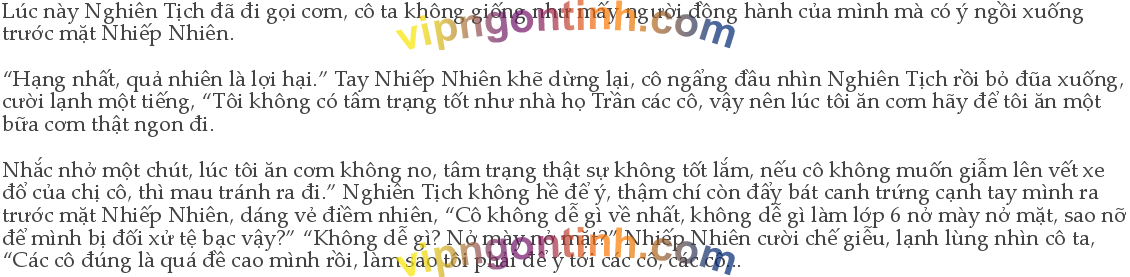 Lúc này Nghiên Tịch đã đi gọi cơm, cô ta không giống như mấy người đồng hành của mình mà có ý ngồi xuống
trước mặt Nhiếp Nhiên.
“Hạng nhất, quả nhiên là lợi hại.” Tay Nhiếp Nhiên khẽ dừng lại, cô ngẩng đầu nhìn Nghiên Tịch rồi bỏ đũa xuống,
cười lạnh một tiếng, “Tôi không có tâm trạng tốt như nhà họ Trần các cô, vậy nên lúc tôi ăn cơm hãy để tôi ăn một
bữa cơm thật ngon đi.
Nhắc nhở một chút, lúc tôi ăn cơm không no, tâm trạng thật sự không tốt lắm, nếu cô không muốn giẫm lên vết xe
đổ của chị cô, thì mau tránh ra đi.” Nghiên Tịch không hề để ý, thậm chí còn đẩy bát canh trứng cạnh tay mình ra
trước mặt Nhiếp Nhiên, dáng vẻ điềm nhiên, “Cô không dễ gì về nhất, không dễ gì làm lớp 6 nở mày nở mặt, sao nỡ
để mình bị đối xử tệ bạc vậy?” “Không dễ gì? Nở mày nở mặt?” Nhiếp Nhiên cười chế giễu, lạnh lùng nhìn cô ta,
“Các cô đúng là quá đề cao mình rồi, làm sao tôi phải để ý tới các cô, các cô...
vipngontinh.com
vipngontinh.com